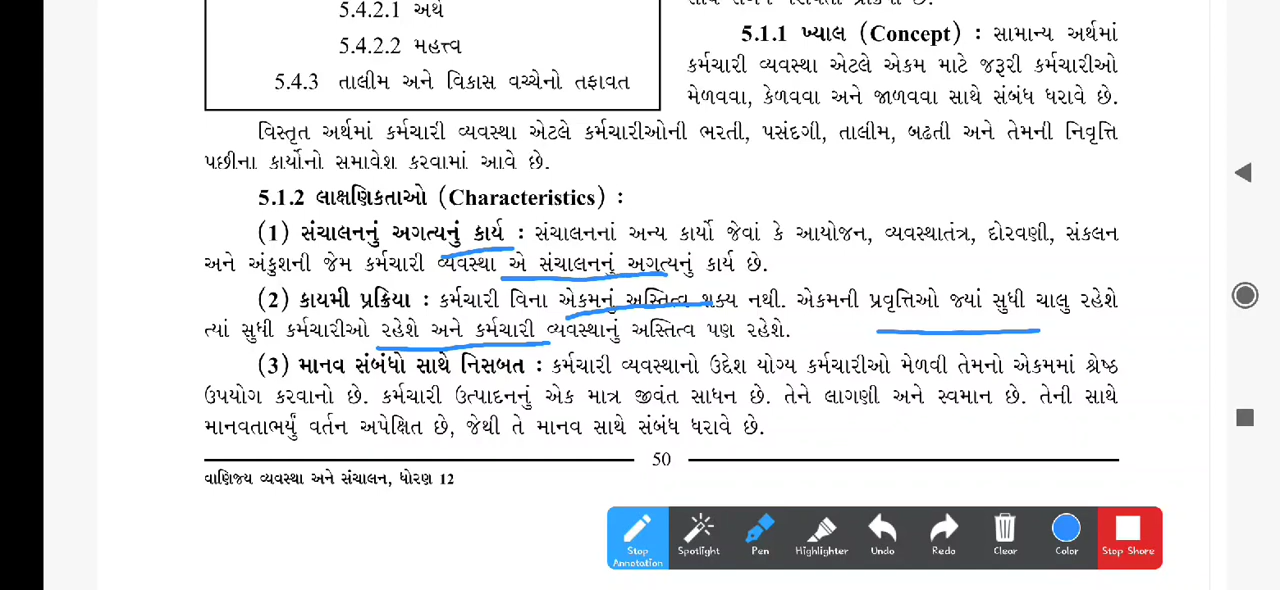 5.4.2.1 અર્થ
5.4.2.2 મહત્ત્વ
5.4.3 તાલીમ અને વિકાસ વચ્ચેનો તફાવત
5.1.1 ખ્યાલ (Concept) : સામાન્ય અર્થમાં
કર્મચારી વ્યવસ્થા એટલે એકમ માટે જરૂરી કર્મચારીઓ
મેળવવા, કેળવવા અને જાળવવા સાથે સંબંધ ધરાવે છે.
વિસ્તૃત અર્થમાં કર્મચારી વ્યવસ્થા એટલે કર્મચારીઓની ભરતી, પસંદગી, તાલીમ, બઢતી અને તેમની નિવૃત્તિ
પછીના કાર્યોનો સમાવેશ કરવામાં આવે છે.
5.1.2 લાક્ષણિકતાઓ (Characteristics) :
(1) સંચાલનનું અગત્યનું કાર્ય : સંચાલનનાં અન્ય કાર્યો જેવાં કે આયોજન, વ્યવસ્થાતંત્ર, દોરવણી, સંકલન
અને અંકુશની જેમ કર્મચારી વ્યવસ્થા એ સંચાલનનું અગત્યનું કાર્ય છે.
(2) કાયમી પ્રક્રિયા : કર્મચારી વિના એકમનું અસ્તિત્વ શક્ય નથી. એકમની પ્રવૃત્તિઓ જ્યાં સુધી ચાલુ રહેશે
ત્યાં સુધી કર્મચારીઓ રહેશે અને કર્મચારી વ્યવસ્થાનું અસ્તિત્વ પણ રહેશે.
(3) માનવ સંબંધો સાથે નિસબત : કર્મચારી વ્યવસ્થાનો ઉદ્દેશ યોગ્ય કર્મચારીઓ મેળવી તેમનો એકમમાં શ્રેષ્ઠ
ઉપયોગ કરવાનો છે. કર્મચારી ઉત્પાદનનું એક માત્ર જીવંત સાધન છે. તેને લાગણી અને સ્વમાન છે. તેની સાથે
માનવતાભર્યું વર્તન અપેક્ષિત છે, જેથી તે માનવ સાથે સંબંધ ધરાવે છે.
50
વાણિજ્ય વ્યવસ્થા અને સંચાલન, ધોરણ 12
Stop Annotation
Spotlight
Pen
Highlighter
Undo
Redo
Clear
Color
Stop Share